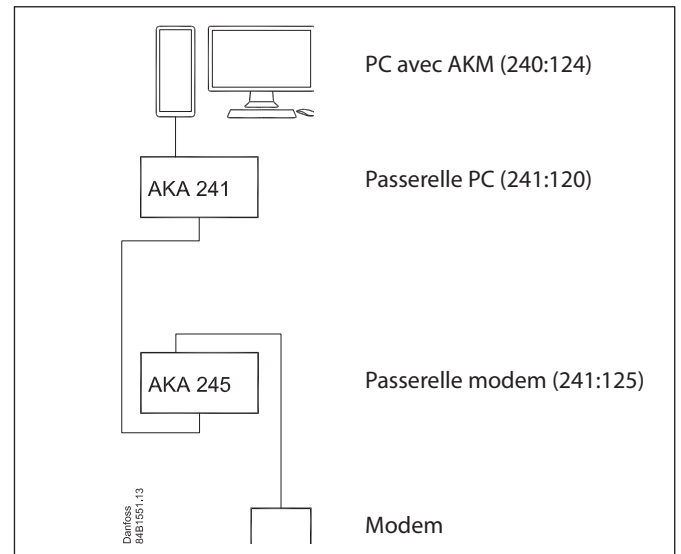 PC avec AKM (240:124)
AKA 241
Passerelle PC (241:120)
AKA 245
Passerelle modem (241:125)
Danfoss
84B1551.13
Modem